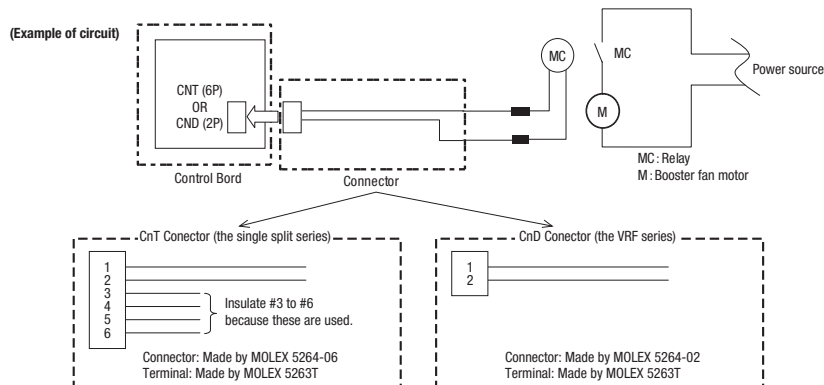 (Example of circuit)
CNT (6P)
OR
CND (2P)
Control Bord
Connector
MC
MC
M
Power source
MC: Relay
M: Booster fan motor
CnT Conector (the single split series)
1
2
3
4
5
6
Insulate #3 to #6
because these are used.
Connector: Made by MOLEX 5264-06
Terminal: Made by MOLEX 5263T
CnD Conector (the VRF series)
1
2
Connector: Made by MOLEX 5264-02
Terminal: Made by MOLEX 5263T